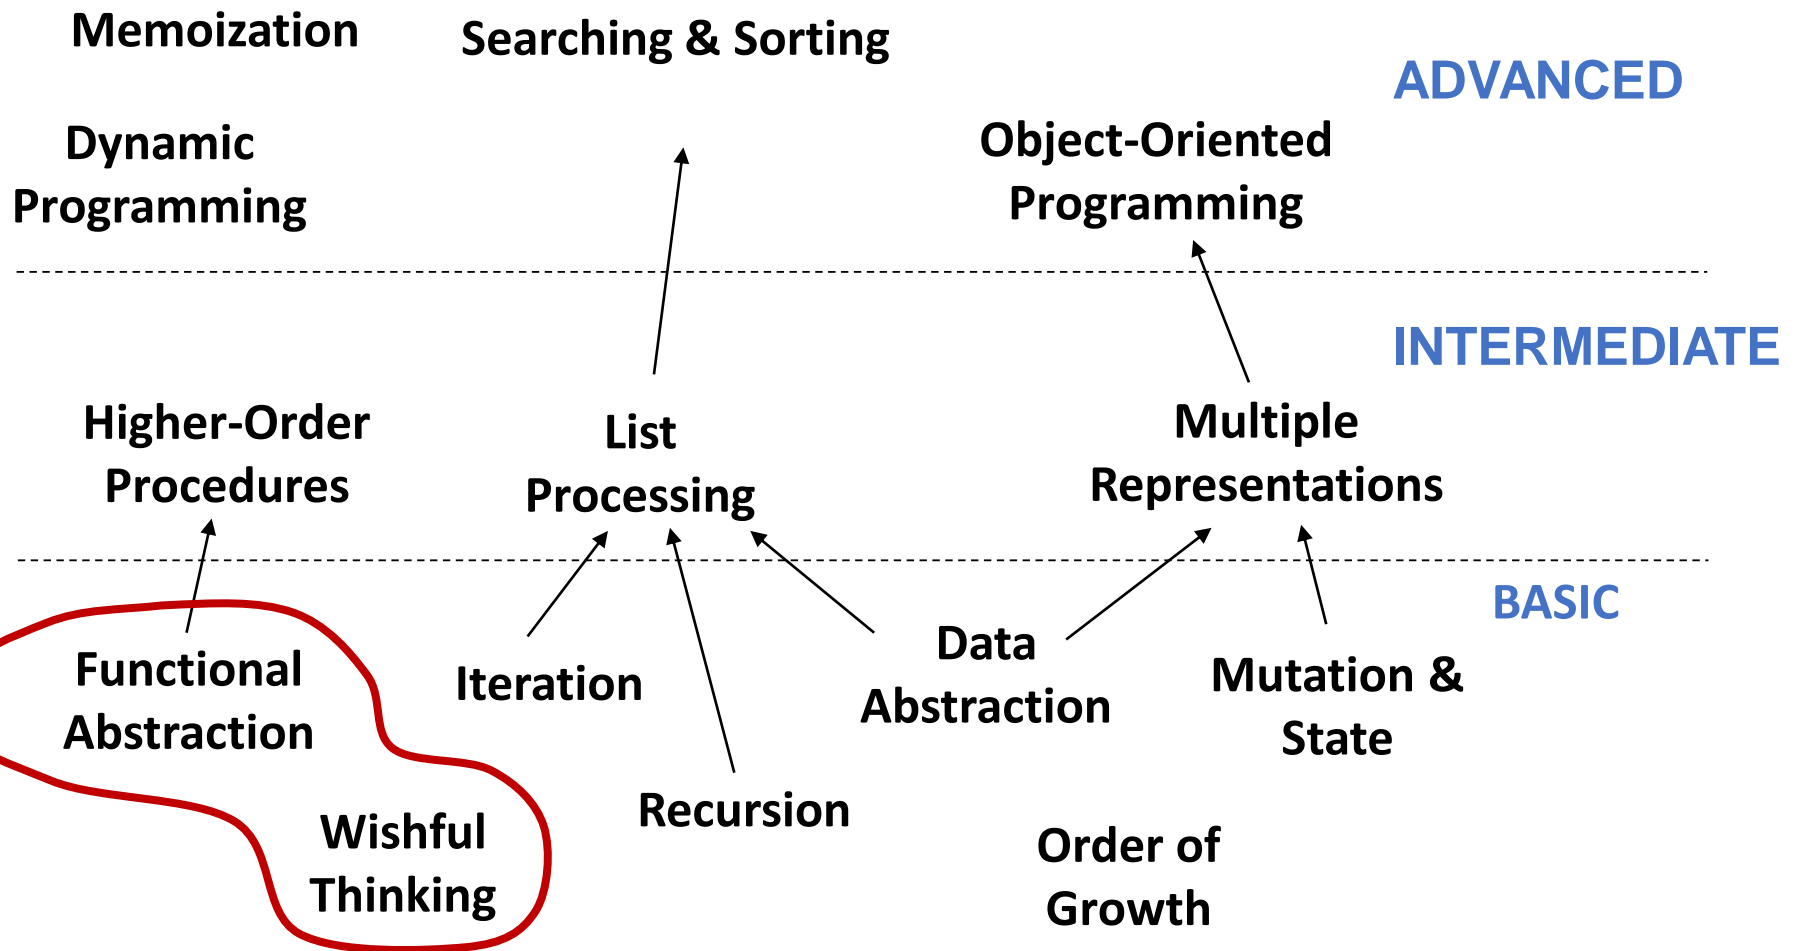 Memoization
Searching & Sorting
ADVANCED
Dynamic
Programming
Object-Oriented
Programming
INTERMEDIATE
Higher-Order
Procedures
List
Processing
Multiple
Representations
BASIC
Functional
Abstraction
Iteration
Data
Abstraction
Mutation &
State
Wishful
Thinking
Recursion
Order of
Growth